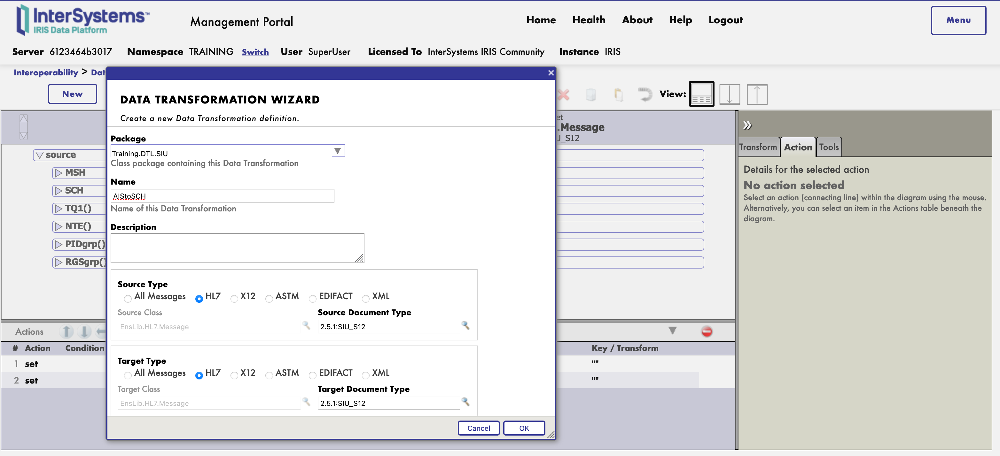 InterSystems™
IRIS Data Platform
Management Portal
Home Health About Help Logout
Menu
Server 6123464b3017 Namespace TRAINING Switch User SuperUser Licensed To InterSystems IRIS Community Instance IRIS
Interoperability > Dat
New
View:
DATA TRANSFORMATION WIZARD
Create a new Data Transformation definition.
Package
Training.DTL.SIU
Class package containing this Data Transformation
Name
AIStoSCH
Name of this Data Transformation
Description
Source Type
All Messages HL7 X12 ASTM EDIFACT XML
Source Class Source Document Type
EnsLib.HL7.Message 2.5.1:SIU_S12
Target Type
All Messages HL7 X12 ASTM EDIFACT XML
Target Class Target Document Type
EnsLib.HL7.Message 2.5.1:SIU_S12
Cancel OK
source
MSH
SCH
TQ1()
NTE()
PIDgrp()
RGSgrp()
et
.Message
U_S12
Transform Action Tools
Details for the selected action
No action selected
Select an action (connecting line) within the diagram using the mouse.
Alternatively, you can select an item in the Actions table beneath the
diagram.
Actions
# Action Condition Key / Transform
1 set ""
2 set ""